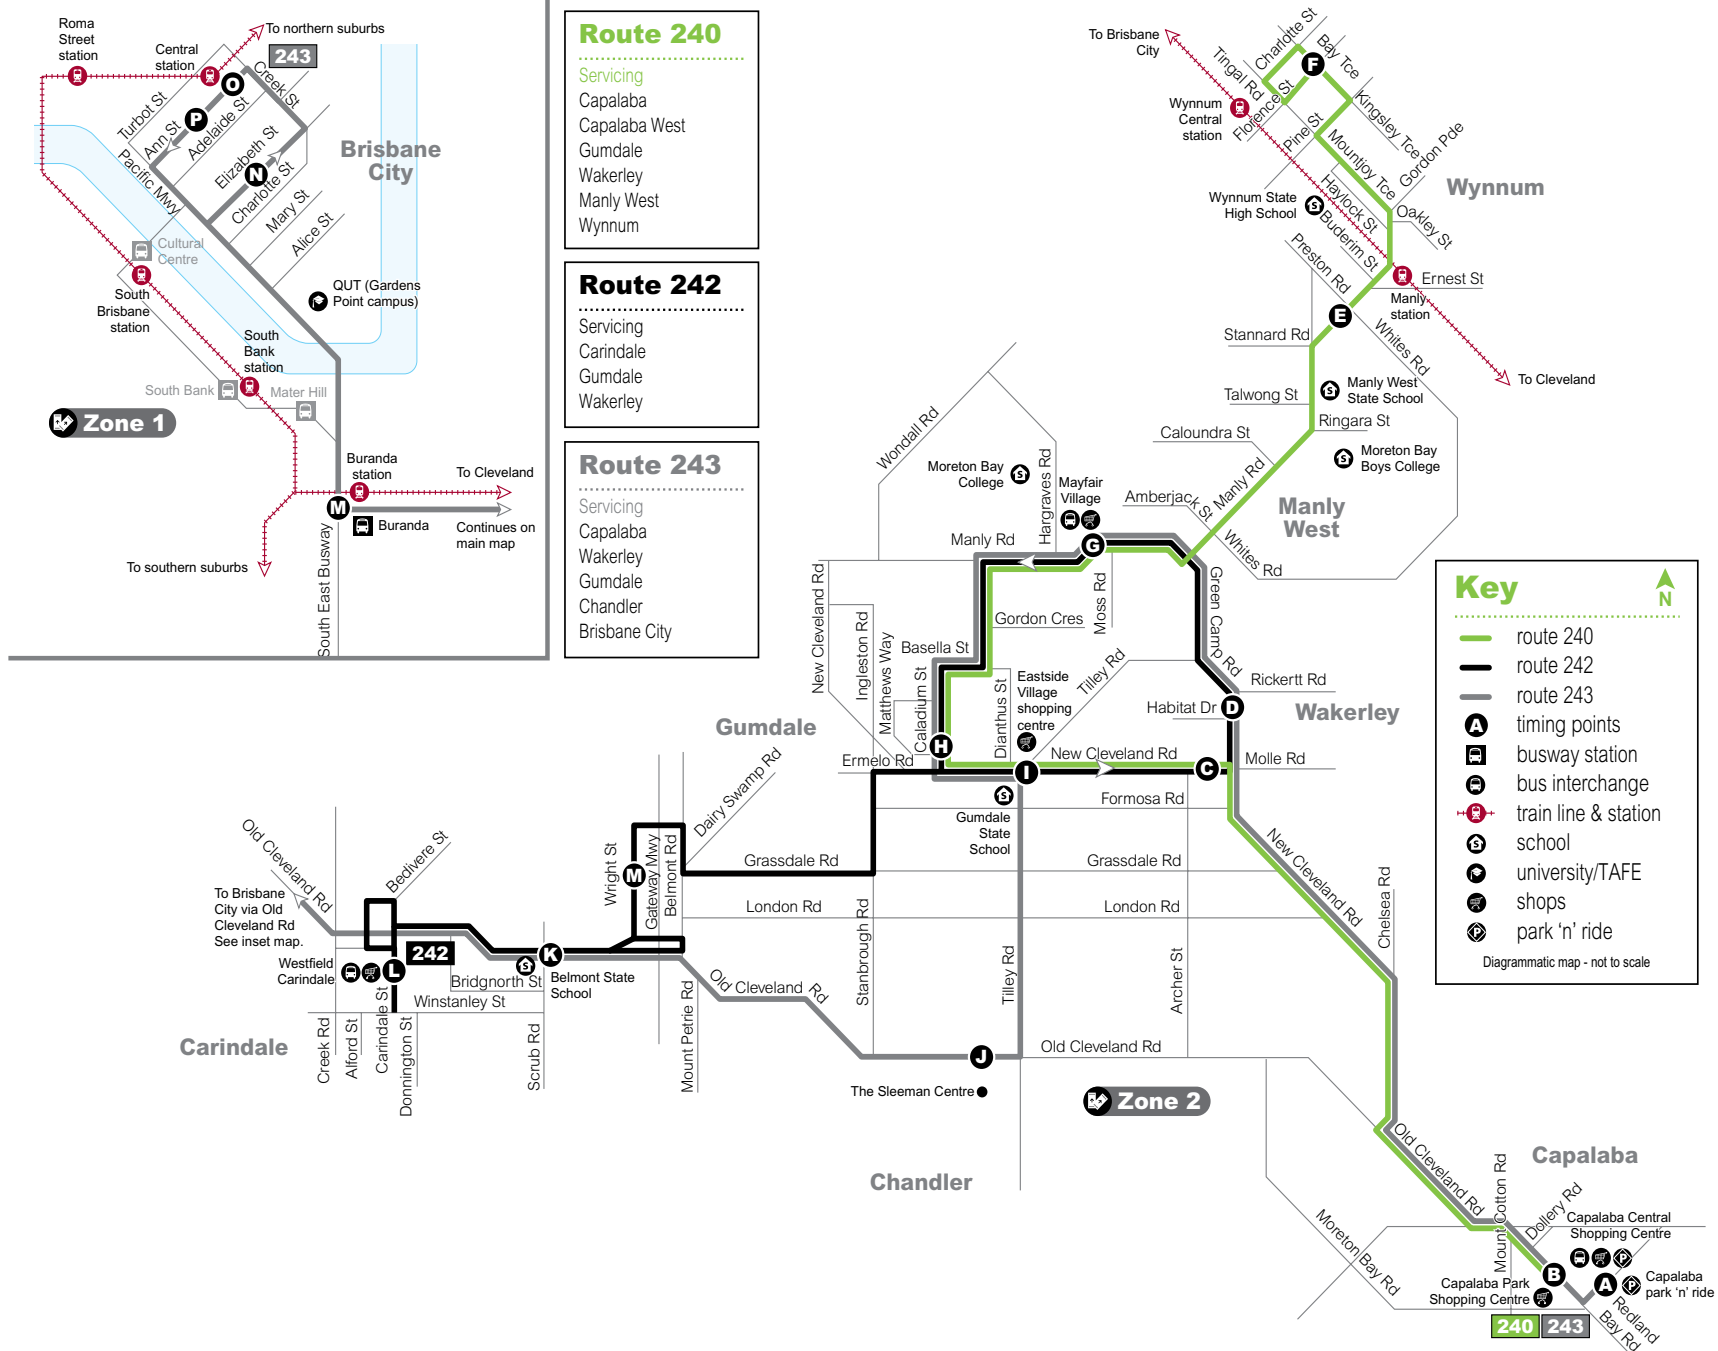 Roma
Street
station
Central
station
To northern suburbs
243
O
P
N
Creek St
Turbot St
Ann St
Adelaide St
Elizabeth St
Charlotte St
Mary St
Alice St
Pacific Mwy
Brisbane
City
Cultural
Centre
South
Brisbane
station
QUT (Gardens
Point campus)
South
Bank
station
South Bank
Mater Hill
Zone 1
Buranda
station
To Cleveland
M
Buranda
Continues on
main map
To southern suburbs
South East Busway
Route 240
Servicing
Capalaba
Capalaba West
Gumdale
Wakerley
Manly West
Wynnum
Route 242
Servicing
Carindale
Gumdale
Wakerley
Route 243
Servicing
Capalaba
Wakerley
Gumdale
Chandler
Brisbane City
To Brisbane
City
Charlotte St
Bay Tce
Tingal Rd
F
Wynnum
Central
station
Florence St
Kingsley Tce
Pine St
Mountjoy Tce
Gordon Pde
Wynnum
Wynnum State
High School
Haylock St
Buderim St
Oakley St
Preston Rd
Ernest St
Manly
station
E
Stannard Rd
Whites Rd
To Cleveland
Talwong St
Manly West
State School
Ringara St
Caloundra St
Moreton Bay
Boys College
Manly Rd
Amberjack St
Manly
West
Whites Rd
Wondall Rd
Moreton Bay
College
Hargraves Rd
Mayfair
Village
Manly Rd
G
New Cleveland Rd
Moss Rd
Green Camp Rd
Gordon Cres
Ingleston Rd
Matthews Way
Basella St
Caladium St
Dianthus St
Eastside
Village
shopping
centre
Tilley Rd
Rickertt Rd
Habitat Dr
D
Wakerley
Gumdale
H
Ermelo Rd
I
New Cleveland Rd
C
Molle Rd
Gumdale
State
School
Formosa Rd
Dairy Swamp Rd
Grassdale Rd
Grassdale Rd
London Rd
London Rd
New Cleveland Rd
Chelsea Rd
Wright St
M
Gateway Mwy
Belmont Rd
Stanbrough Rd
Tilley Rd
Archer St
Old Cleveland Rd
Bedivere St
To Brisbane
City via Old
Cleveland Rd
See inset map.
Westfield
Carindale
L
242
K
Bridgnorth St
Belmont State
School
Winstanley St
Carindale
Creek Rd
Alford St
Carindale St
Donnington St
Scrub Rd
Mount Petrie Rd
Old Cleveland Rd
J
Old Cleveland Rd
The Sleeman Centre
Zone 2
Chandler
Key
N
route 240
route 242
route 243
A timing points
busway station
bus interchange
train line & station
school
university/TAFE
shops
park 'n' ride
Diagrammatic map - not to scale
Old Cleveland Rd
Capalaba
Mount Cotton Rd
Dollery Rd
Capalaba Central
Shopping Centre
Moreton Bay Rd
B
A
Capalaba Park
Shopping Centre
Capalaba
park 'n' ride
Redland
Bay Rd
240
243